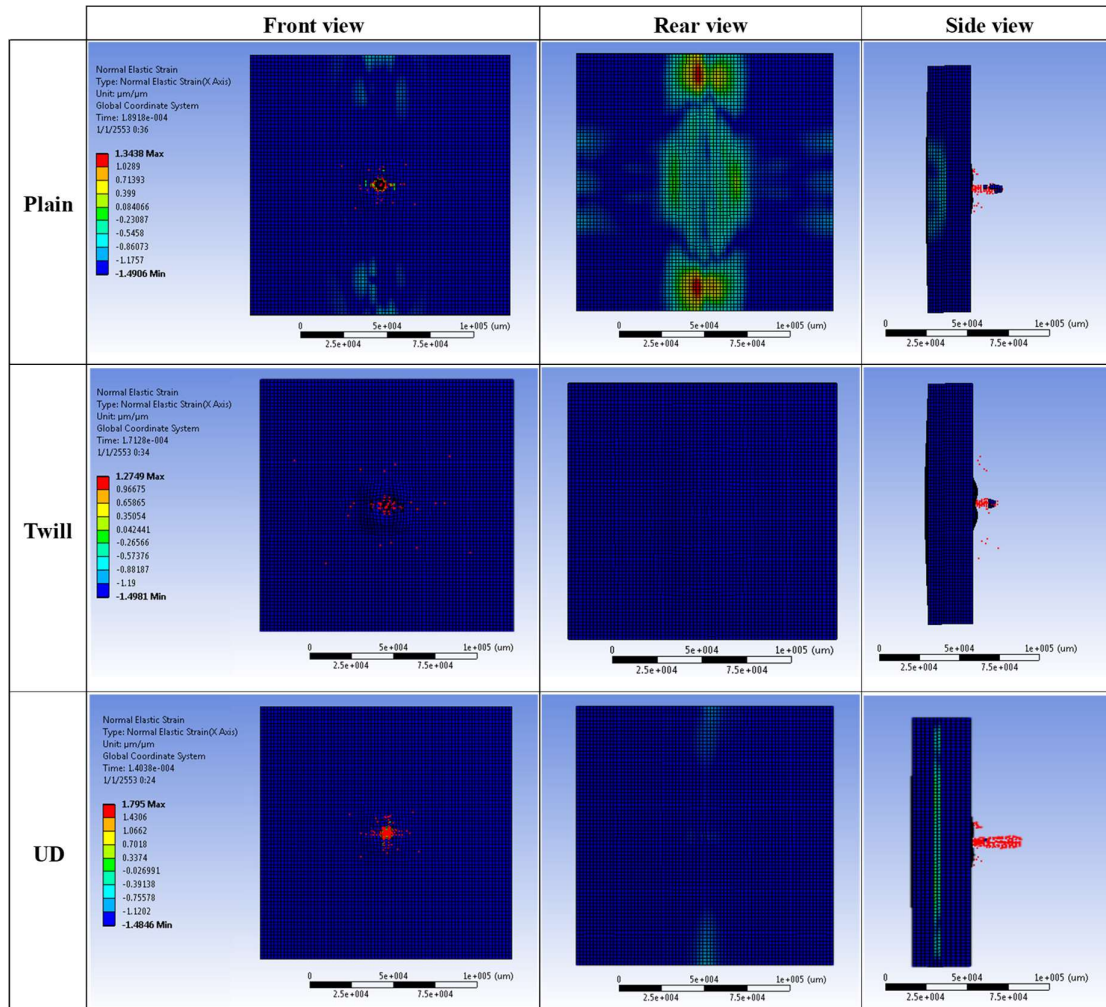 Front view
Rear view
Side view
Plain
Normal Elastic Strain
Type: Normal Elastic Strain(X Axis)
Unit: µm/µm
Global Coordinate System
Time: 1.8918e-004
1/1/2553 0:36
1.3438 Max
1.0289
0.71393
0.399
0.084066
-0.23087
-0.5458
-0.86073
-1.1757
-1.4906 Min
0 5e+004 1e+005 (um)
2.5e+004 7.5e+004
0 5e+004 1e+005 (um)
2.5e+004 7.5e+004
0 5e+004 1e+005 (um)
2.5e+004 7.5e+004
Twill
Normal Elastic Strain
Type: Normal Elastic Strain(X Axis)
Unit: µm/µm
Global Coordinate System
Time: 1.7128e-004
1/1/2553 0:34
1.2749 Max
0.96675
0.65865
0.35054
0.042441
-0.26566
-0.57376
-0.88187
-1.19
-1.4981 Min
0 5e+004 1e+005 (um)
2.5e+004 7.5e+004
0 5e+004 1e+005 (um)
2.5e+004 7.5e+004
0 5e+004 1e+005 (um)
2.5e+004 7.5e+004
UD
Normal Elastic Strain
Type: Normal Elastic Strain(X Axis)
Unit: µm/µm
Global Coordinate System
Time: 1.4038e-004
1/1/2553 0:24
1.795 Max
1.4306
1.0662
0.7018
0.3374
-0.026991
-0.39138
-0.75578
-1.1202
-1.4846 Min
0 5e+004 1e+005 (um)
2.5e+004 7.5e+004
0 5e+004 1e+005 (um)
2.5e+004 7.5e+004
0 5e+004 1e+005 (um)
2.5e+004 7.5e+004